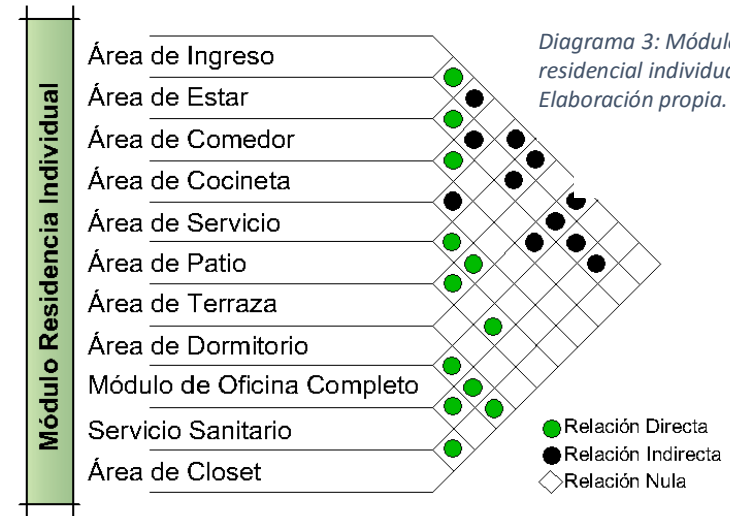 Módulo Residencia Individual
Área de Ingreso
Área de Estar
Área de Comedor
Área de Cocineta
Área de Servicio
Área de Patio
Área de Terraza
Área de Dormitorio
Módulo de Oficina Completo
Servicio Sanitario
Área de Closet
Diagrama 3: Módulo
residencial individua
Elaboración propia.
Relación Directa
Relación Indirecta
Relación Nula